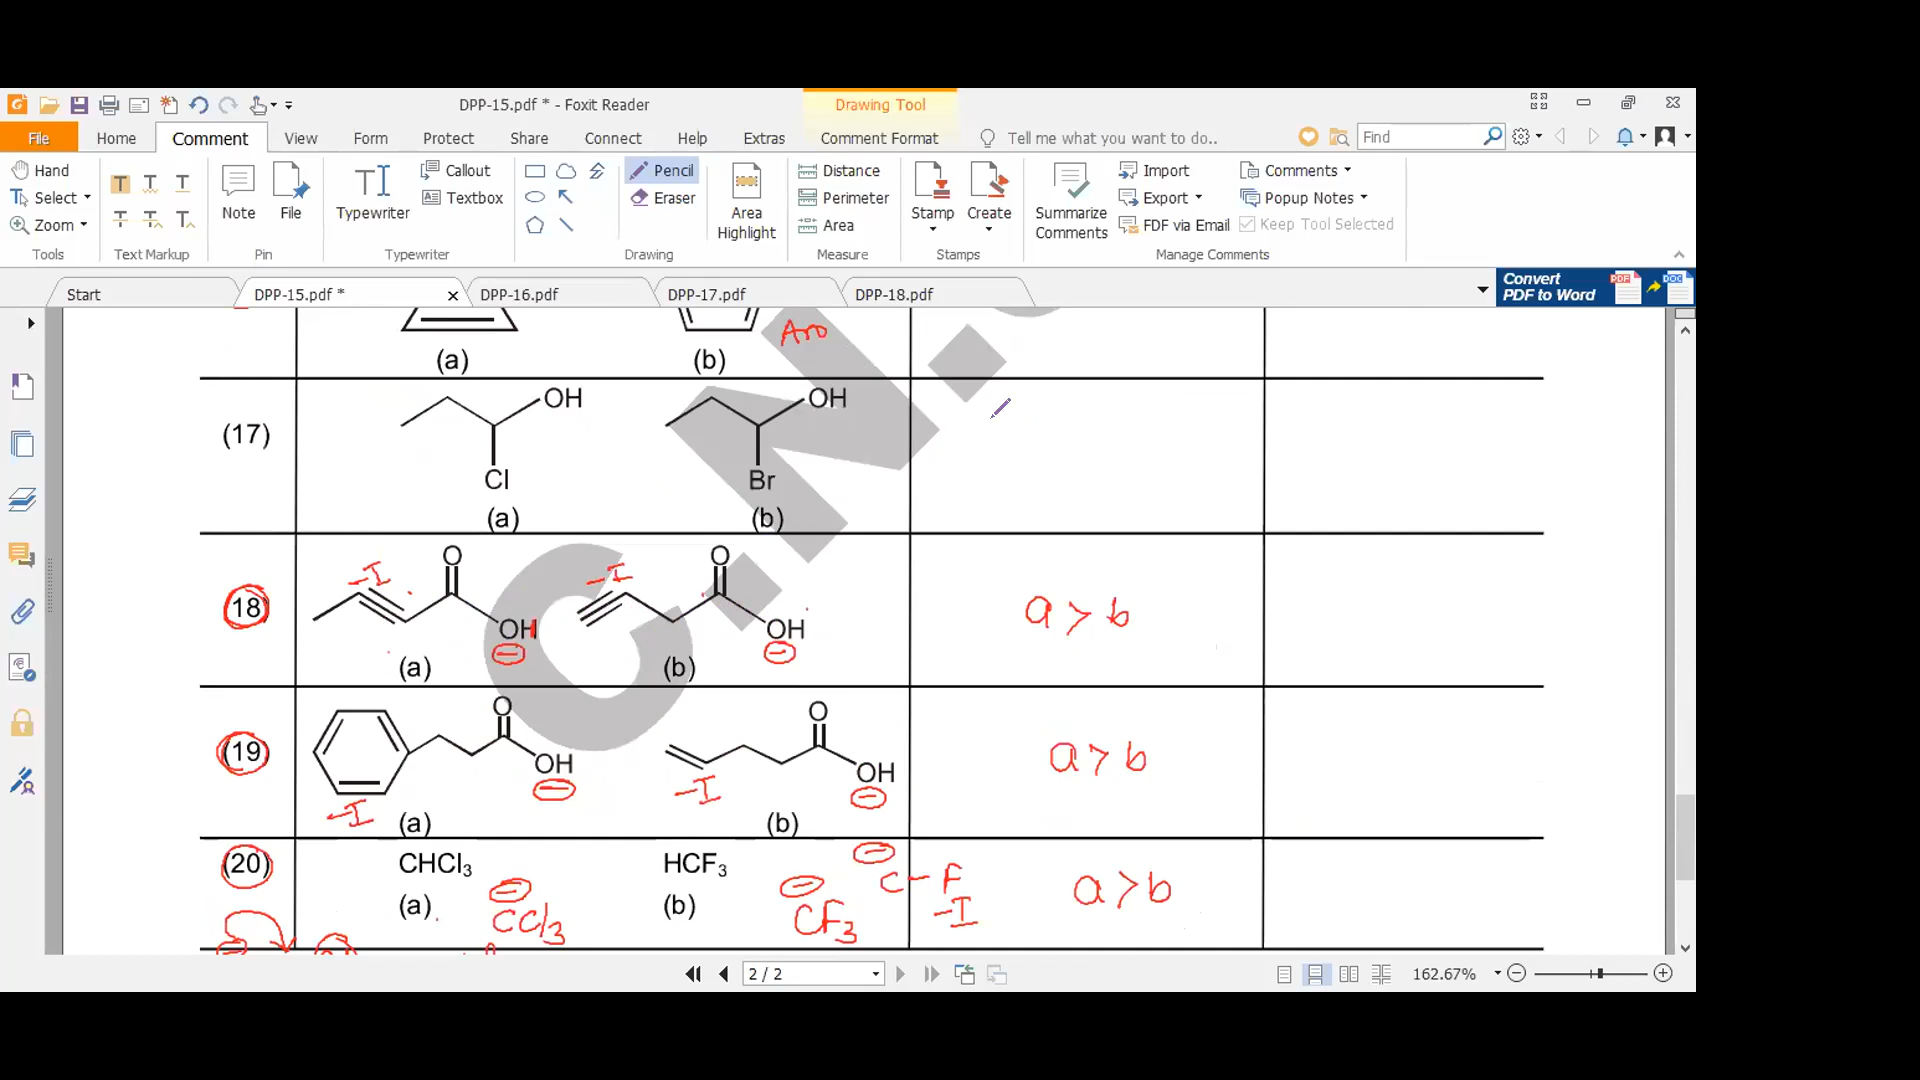 DPP-15.pdf * - Foxit Reader
Drawing Tool
File Home Comment View Form Protect Share Connect Help Extras Comment Format Tell me what you want to do.. Find
Hand
Select
Zoom
Tools
Text Markup
Note
File
Pin
Typewriter
Callout
Textbox
Typewriter
Pencil
Eraser
Drawing
Area
Highlight
Distance
Perimeter
Area
Measure
Stamp
Create
Stamps
Summarize
Comments
Import
Export
FDF via Email
Comments
Popup Notes
Keep Tool Selected
Manage Comments
Start DPP-15.pdf * DPP-16.pdf DPP-17.pdf DPP-18.pdf
Convert
PDF to Word
PDF DOC
Aro
(a) (b)
(17) OH OH
Cl Br
(a) (b)
(18) -I O -I O a > b
OH OH
(a) (b)
(19) O O a > b
OH OH
-I -I
(a) (b)
(20) CHCl₃ HCF₃ C-F a > b
(a) CCl₃ (b) CF₃ -I
C.N.
2 / 2
162.67%